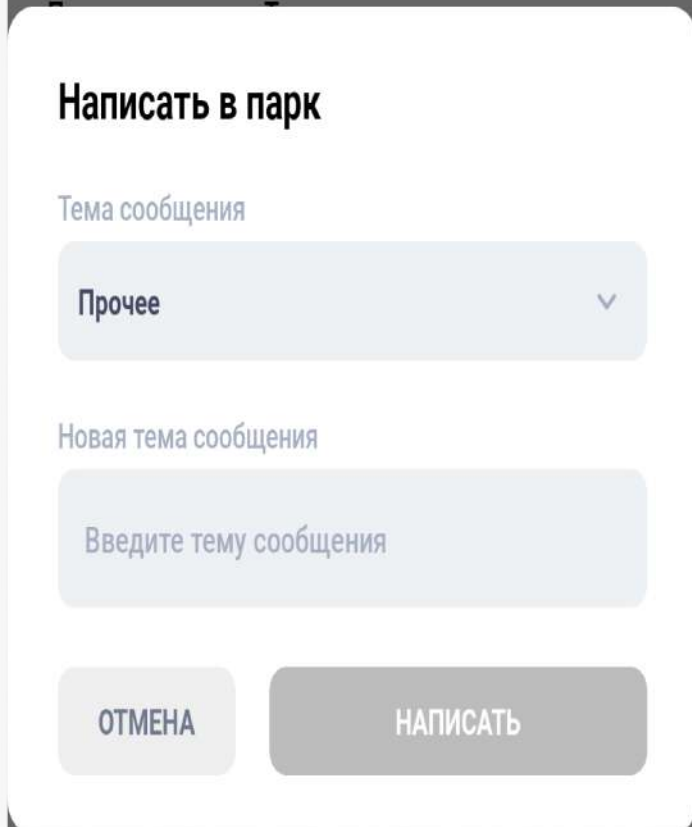 Написать в парк
Тема сообщения
Прочее
Новая тема сообщения
Введите тему сообщения
ОТМЕНА
НАПИСАТЬ